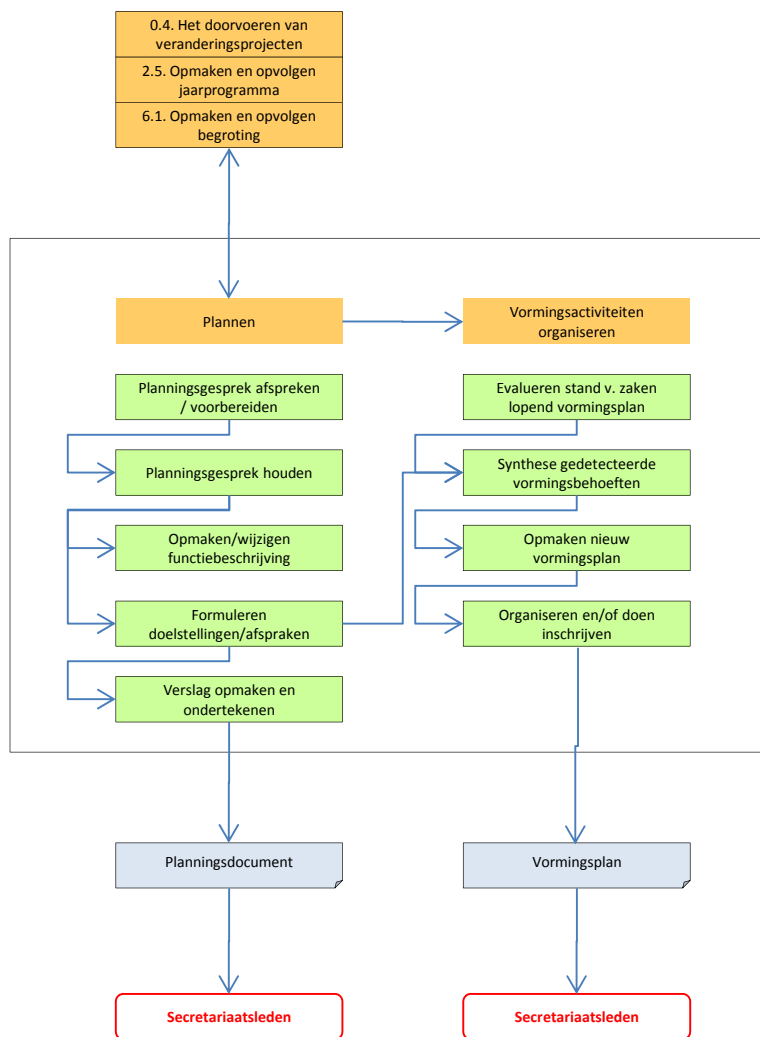 0.4. Het doorvoeren van
veranderingsprojecten
2.5. Opmaken en opvolgen
jaarprogramma
6.1. Opmaken en opvolgen
begroting
Plannen
Vormingsactiviteiten
organiseren
Planningsgesprek afspreken
/ voorbereiden
Evalueren stand v. zaken
lopend vormingsplan
Planningsgesprek houden
Synthese gedetecteerde
vormingsbehoeften
Opmaken/wijzigen
functiebeschrijving
Opmaken nieuw
vormingsplan
Formuleren
doelstellingen/afspraken
Organiseren en/of doen
inschrijven
Verslag opmaken en
ondertekenen
Planningsdocument
Vormingsplan
Secretariaatsleden
Secretariaatsleden